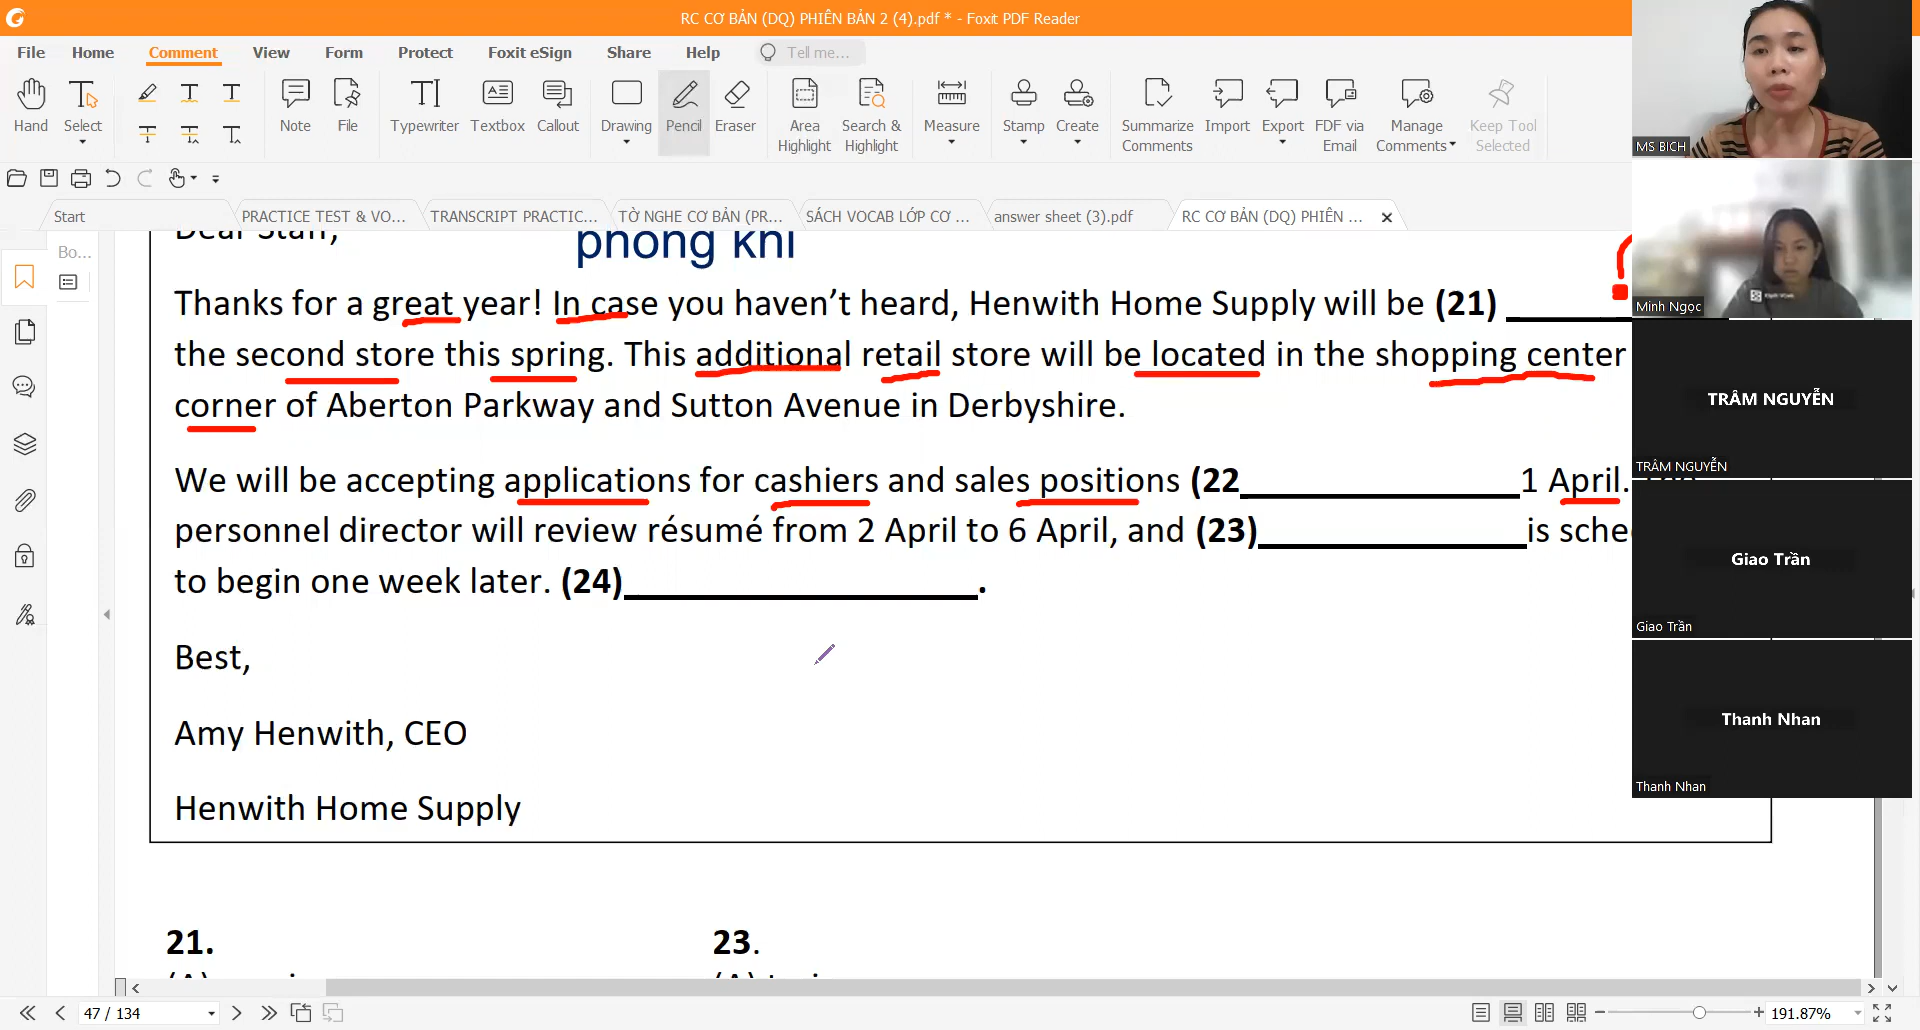 RC CƠ BẢN (DQ) PHIÊN BẢN 2 (4).pdf * - Foxit PDF Reader
File Home Comment View Form Protect Foxit eSign Share Help Tell me...
Hand Select Note File Typewriter Textbox Callout Drawing Pencil Eraser Area Highlight Search & Highlight Measure Stamp Create Summarize Comments Import Export FDF via Email Manage Comments Keep Tool Selected
Start PRACTICE TEST & VO... TRANSCRIPT PRACTIC... TỜ NGHE CƠ BẢN (PR... SÁCH VOCAB LỚP CƠ ... answer sheet (3).pdf RC CƠ BẢN (DQ) PHIÊN ...
Bo...
Dear Staff,
phòng khi
Thanks for a great year! In case you haven't heard, Henwith Home Supply will be (21)
the second store this spring. This additional retail store will be located in the shopping center
corner of Aberton Parkway and Sutton Avenue in Derbyshire.
We will be accepting applications for cashiers and sales positions (22 1 April.
personnel director will review résumé from 2 April to 6 April, and (23) is sche
to begin one week later. (24) .
Best,
Amy Henwith, CEO
Henwith Home Supply
21. 23.
47 / 134
191.87%
MS BICH
Minh Ngọc
TRÂM NGUYỄN
TRÂM NGUYỄN
Giao Trần
Giao Trần
Thanh Nhan
Thanh Nhan